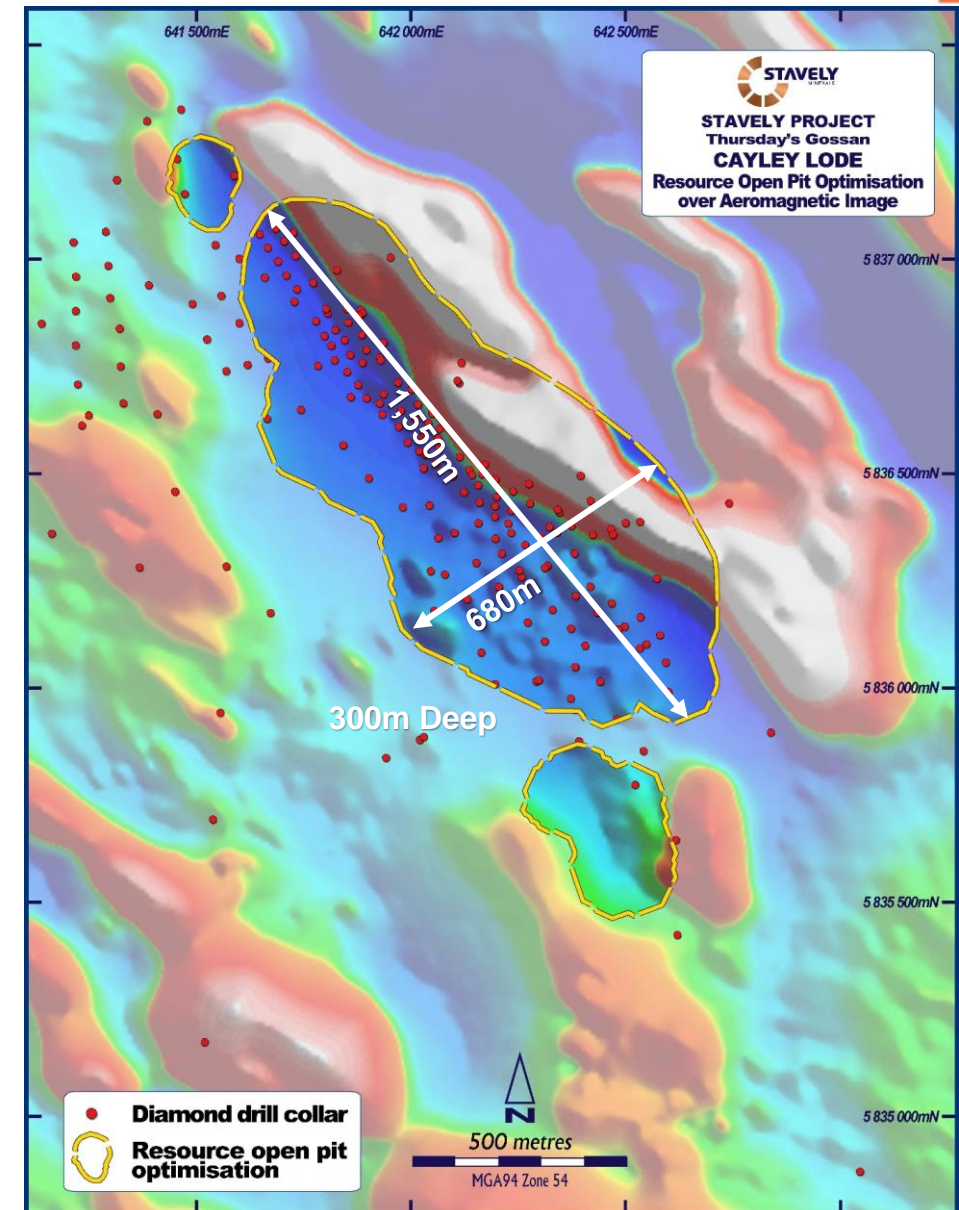 641 500mE
642 000mE
642 500mE
STAVELY
MINERALS
STAVELY PROJECT
Thursday's Gossan
CAYLEY LODE
Resource Open Pit Optimisation
over Aeromagnetic Image
5 837 000mN
1,550m
5 836 500mN
680m
5 836 000mN
300m Deep
5 835 500mN
5 835 000mN
Diamond drill collar
Resource open pit
optimisation
N
500 metres
MGA94 Zone 54